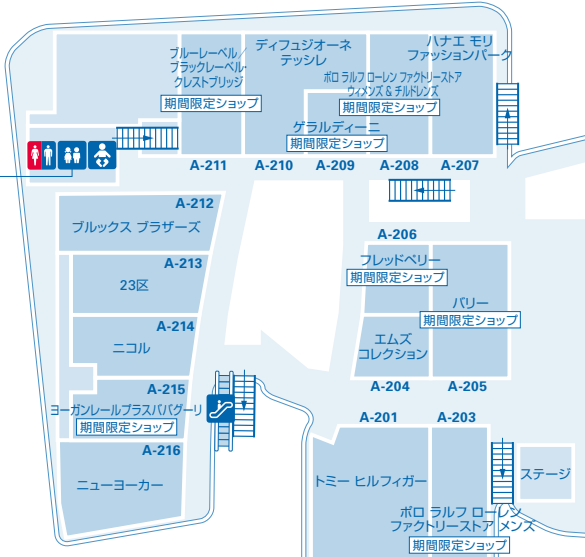 ブルーレーベル/
ブラックレーベル・
クレストブリッジ
期間限定ショップ
ディフュジオーネ
テッシレ
ハナエ モリ
ファッションパーク
ポロ ラルフ ローレン ファクトリーストア
ウィメンズ & チルドレンズ
期間限定ショップ
ゲラルディーニ
期間限定ショップ
A-211
A-210
A-209
A-208
A-207
A-212
ブルックス ブラザーズ
A-213
23区
A-214
ニコル
A-215
ヨーガンレールプラスババグーリ
期間限定ショップ
A-216
ニューヨーカー
A-206
フレッドペリー
期間限定ショップ
バリー
期間限定ショップ
エムズ
コレクション
A-204
A-205
A-201
A-203
トミー ヒルフィガー
ポロ ラルフ ローレン
ファクトリーストア メンズ
期間限定ショップ
ステージ